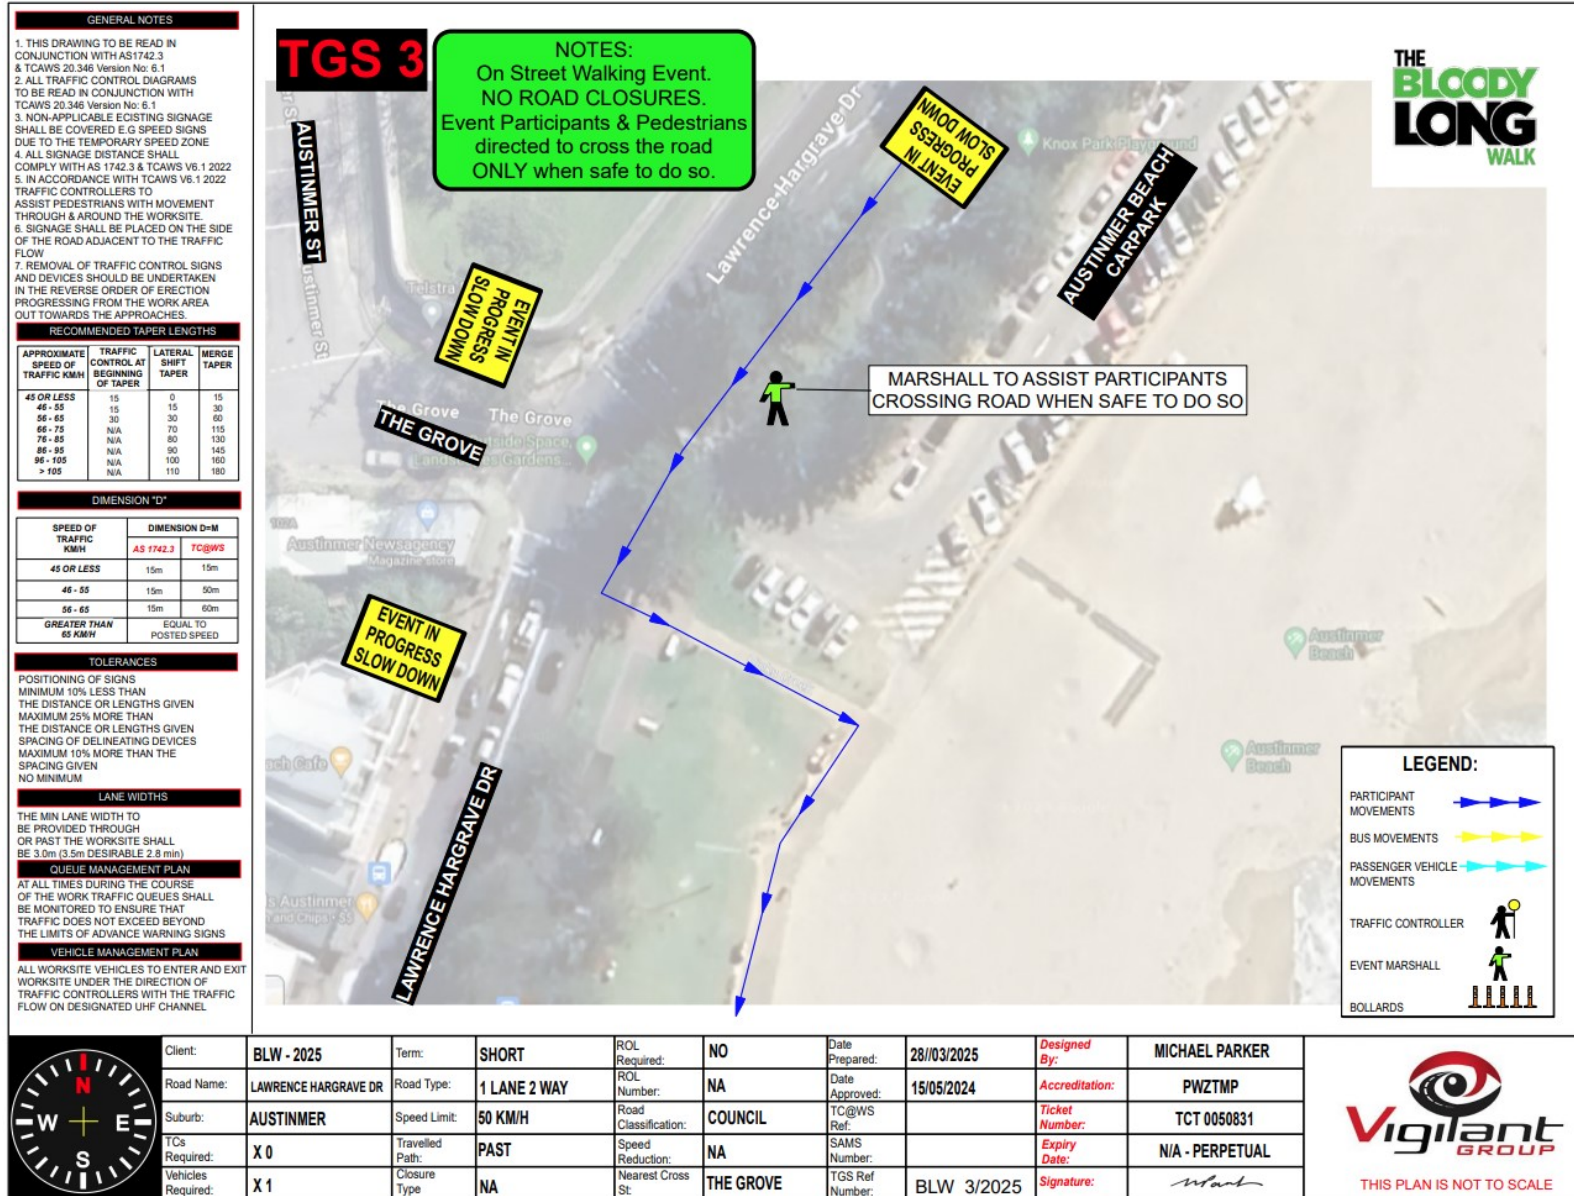 GENERAL NOTES
1. THIS DRAWING TO BE READ IN
CONJUNCTION WITH AS1742.3
& TCAWS 20.346 Version No: 6.1
2. ALL TRAFFIC CONTROL DIAGRAMS
TO BE READ IN CONJUNCTION WITH
TCAWS 20.346 Version No: 6.1
3. NON-APPLICABLE ECISTING SIGNAGE
SHALL BE COVERED E.G SPEED SIGNS
DUE TO THE TEMPORARY SPEED ZONE
4. ALL SIGNAGE DISTANCE SHALL
COMPLY WITH AS 1742.3 & TCAWS V6.1 2022
5. IN ACCORDANCE WITH TCAWS V6.1 2022
TRAFFIC CONTROLLERS TO
ASSIST PEDESTRIANS WITH MOVEMENT
THROUGH & AROUND THE WORKSITE.
6. SIGNAGE SHALL BE PLACED ON THE SIDE
OF THE ROAD ADJACENT TO THE TRAFFIC
FLOW
7. REMOVAL OF TRAFFIC CONTROL SIGNS
AND DEVICES SHOULD BE UNDERTAKEN
IN THE REVERSE ORDER OF ERECTION
PROGRESSING FROM THE WORK AREA
OUT TOWARDS THE APPROACHES.
RECOMMENDED TAPER LENGTHS
APPROXIMATE SPEED OF TRAFFIC KM/H TRAFFIC CONTROL AT BEGINNING OF TAPER LATERAL SHIFT TAPER MERGE TAPER
45 OR LESS 15 0 15
46 - 55 15 15 30
56 - 65 30 30 60
66 - 75 N/A 70 115
76 - 85 N/A 80 130
86 - 95 N/A 90 145
96 - 105 N/A 100 160
> 105 N/A 110 180
DIMENSION "D"
SPEED OF TRAFFIC KM/H DIMENSION D=M
AS 1742.3 TC@WS
45 OR LESS 15m 15m
46 - 55 15m 50m
56 - 65 15m 60m
GREATER THAN 65 KM/H EQUAL TO POSTED SPEED
TOLERANCES
POSITIONING OF SIGNS
MINIMUM 10% LESS THAN
THE DISTANCE OR LENGTHS GIVEN
MAXIMUM 25% MORE THAN
THE DISTANCE OR LENGTHS GIVEN
SPACING OF DELINEATING DEVICES
MAXIMUM 10% MORE THAN THE
SPACING GIVEN
NO MINIMUM
LANE WIDTHS
THE MIN LANE WIDTH TO
BE PROVIDED THROUGH
OR PAST THE WORKSITE SHALL
BE 3.0m (3.5m DESIRABLE 2.8 min)
QUEUE MANAGEMENT PLAN
AT ALL TIMES DURING THE COURSE
OF THE WORK TRAFFIC QUEUES SHALL
BE MONITORED TO ENSURE THAT
TRAFFIC DOES NOT EXCEED BEYOND
THE LIMITS OF ADVANCE WARNING SIGNS
VEHICLE MANAGEMENT PLAN
ALL WORKSITE VEHICLES TO ENTER AND EXIT
WORKSITE UNDER THE DIRECTION OF
TRAFFIC CONTROLLERS WITH THE TRAFFIC
FLOW ON DESIGNATED UHF CHANNEL
TGS 3
NOTES:
On Street Walking Event.
NO ROAD CLOSURES.
Event Participants & Pedestrians
directed to cross the road
ONLY when safe to do so.
THE
BLOODY
LONG
WALK
AUSTINMER ST
Austinmer St
Lawrence Hargrave Dr
EVENT IN
PROGRESS
SLOW DOWN
Knox Park Playground
AUSTINMER BEACH
CARPARK
Telstra
EVENT IN
PROGRESS
SLOW DOWN
MARSHALL TO ASSIST PARTICIPANTS
CROSSING ROAD WHEN SAFE TO DO SO
The Grove
The Grove
THE GROVE
Landscapes Gardens...
102A
Austinmer Newsagency
Magazine store
EVENT IN
PROGRESS
SLOW DOWN
Austinmer
Beach
Austinmer
Beach
ach Cafe
LAWRENCE HARGRAVE DR
s Austinmer
and Chips · $$
LEGEND:
PARTICIPANT
MOVEMENTS
BUS MOVEMENTS
PASSENGER VEHICLE
MOVEMENTS
TRAFFIC CONTROLLER
EVENT MARSHALL
BOLLARDS
N
W E
S
Client: BLW - 2025 Term: SHORT ROL Required: NO Date Prepared: 28//03/2025 Designed By: MICHAEL PARKER
Road Name: LAWRENCE HARGRAVE DR Road Type: 1 LANE 2 WAY ROL Number: NA Date Approved: 15/05/2024 Accreditation: PWZTMP
Suburb: AUSTINMER Speed Limit: 50 KM/H Road Classification: COUNCIL TC@WS Ref: Ticket Number: TCT 0050831
TCs Required: X 0 Travelled Path: PAST Speed Reduction: NA SAMS Number: Expiry Date: N/A - PERPETUAL
Vehicles Required: X 1 Closure Type NA Nearest Cross St: THE GROVE TGS Ref Number: BLW 3/2025 Signature:
Vigilant
GROUP
THIS PLAN IS NOT TO SCALE